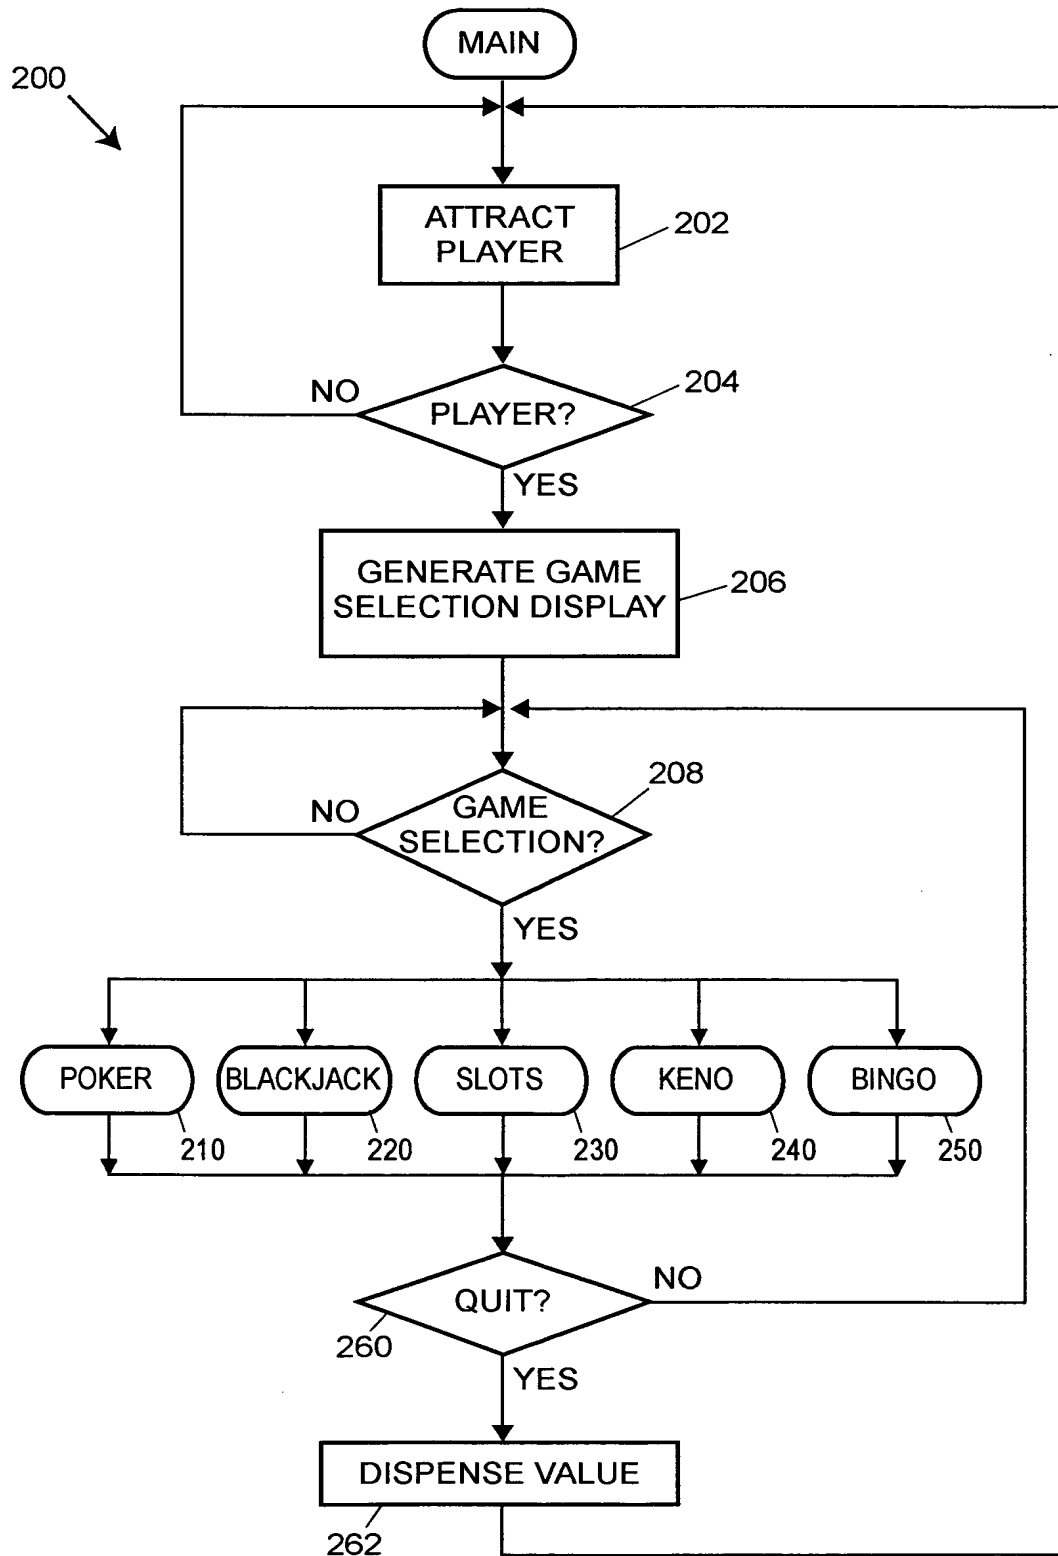 MAIN
200
ATTRACT
PLAYER
202
NO
PLAYER?
204
YES
GENERATE GAME
SELECTION DISPLAY
206
NO
GAME
SELECTION?
208
YES
POKER
BLACKJACK
SLOTS
KENO
BINGO
210
220
230
240
250
QUIT?
NO
260
YES
DISPENSE VALUE
262